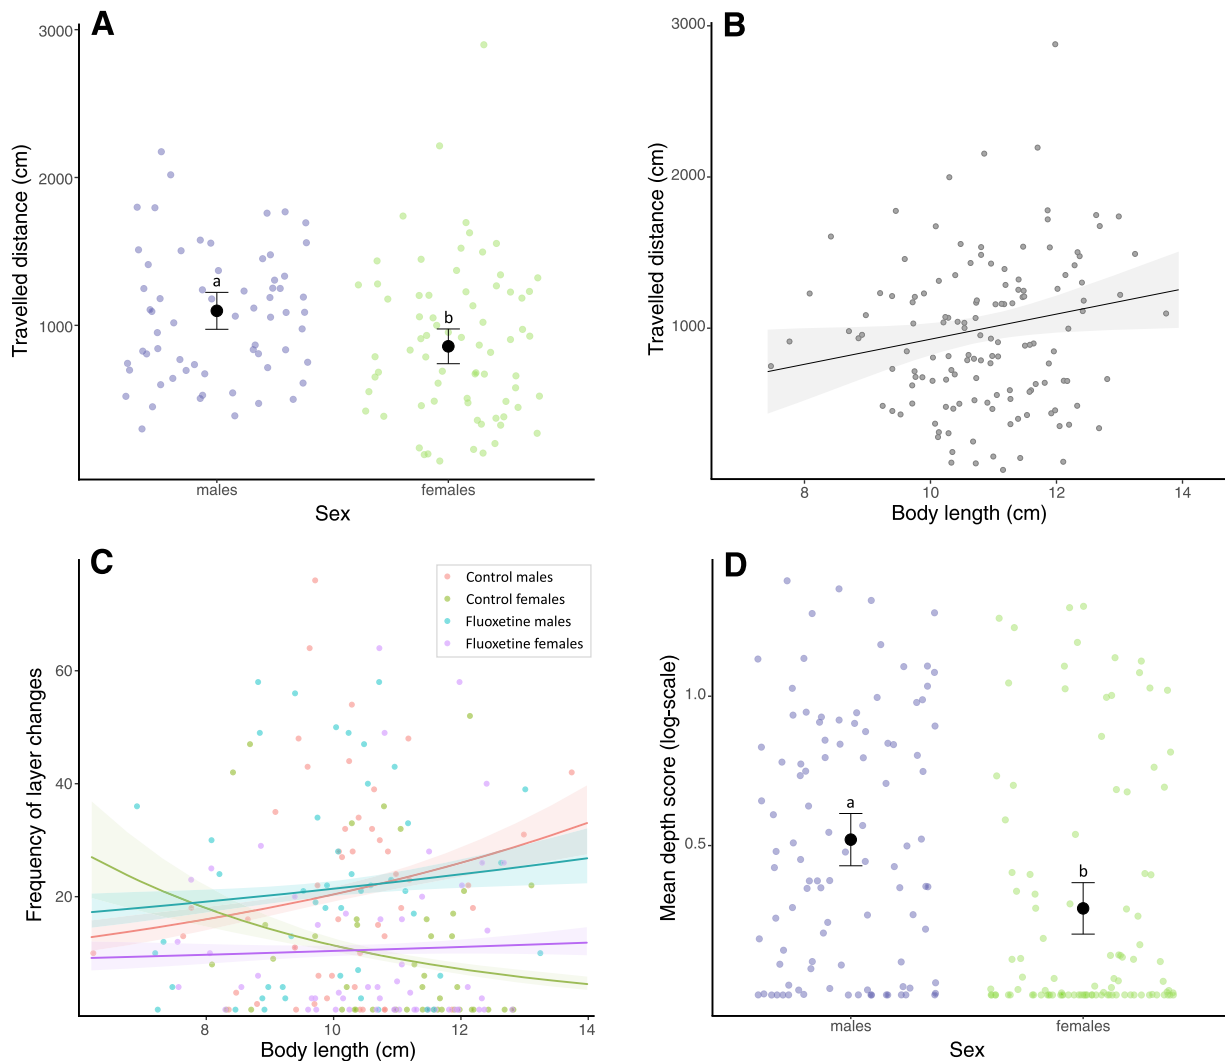 A
Travelled distance (cm)
3000
2000
1000
a
b
males
females
Sex
B
Travelled distance (cm)
3000
2000
1000
8
10
12
14
Body length (cm)
C
Frequency of layer changes
60
40
20
Control males
Control females
Fluoxetine males
Fluoxetine females
8
10
12
14
Body length (cm)
D
Mean depth score (log-scale)
1.0
0.5
a
b
males
females
Sex